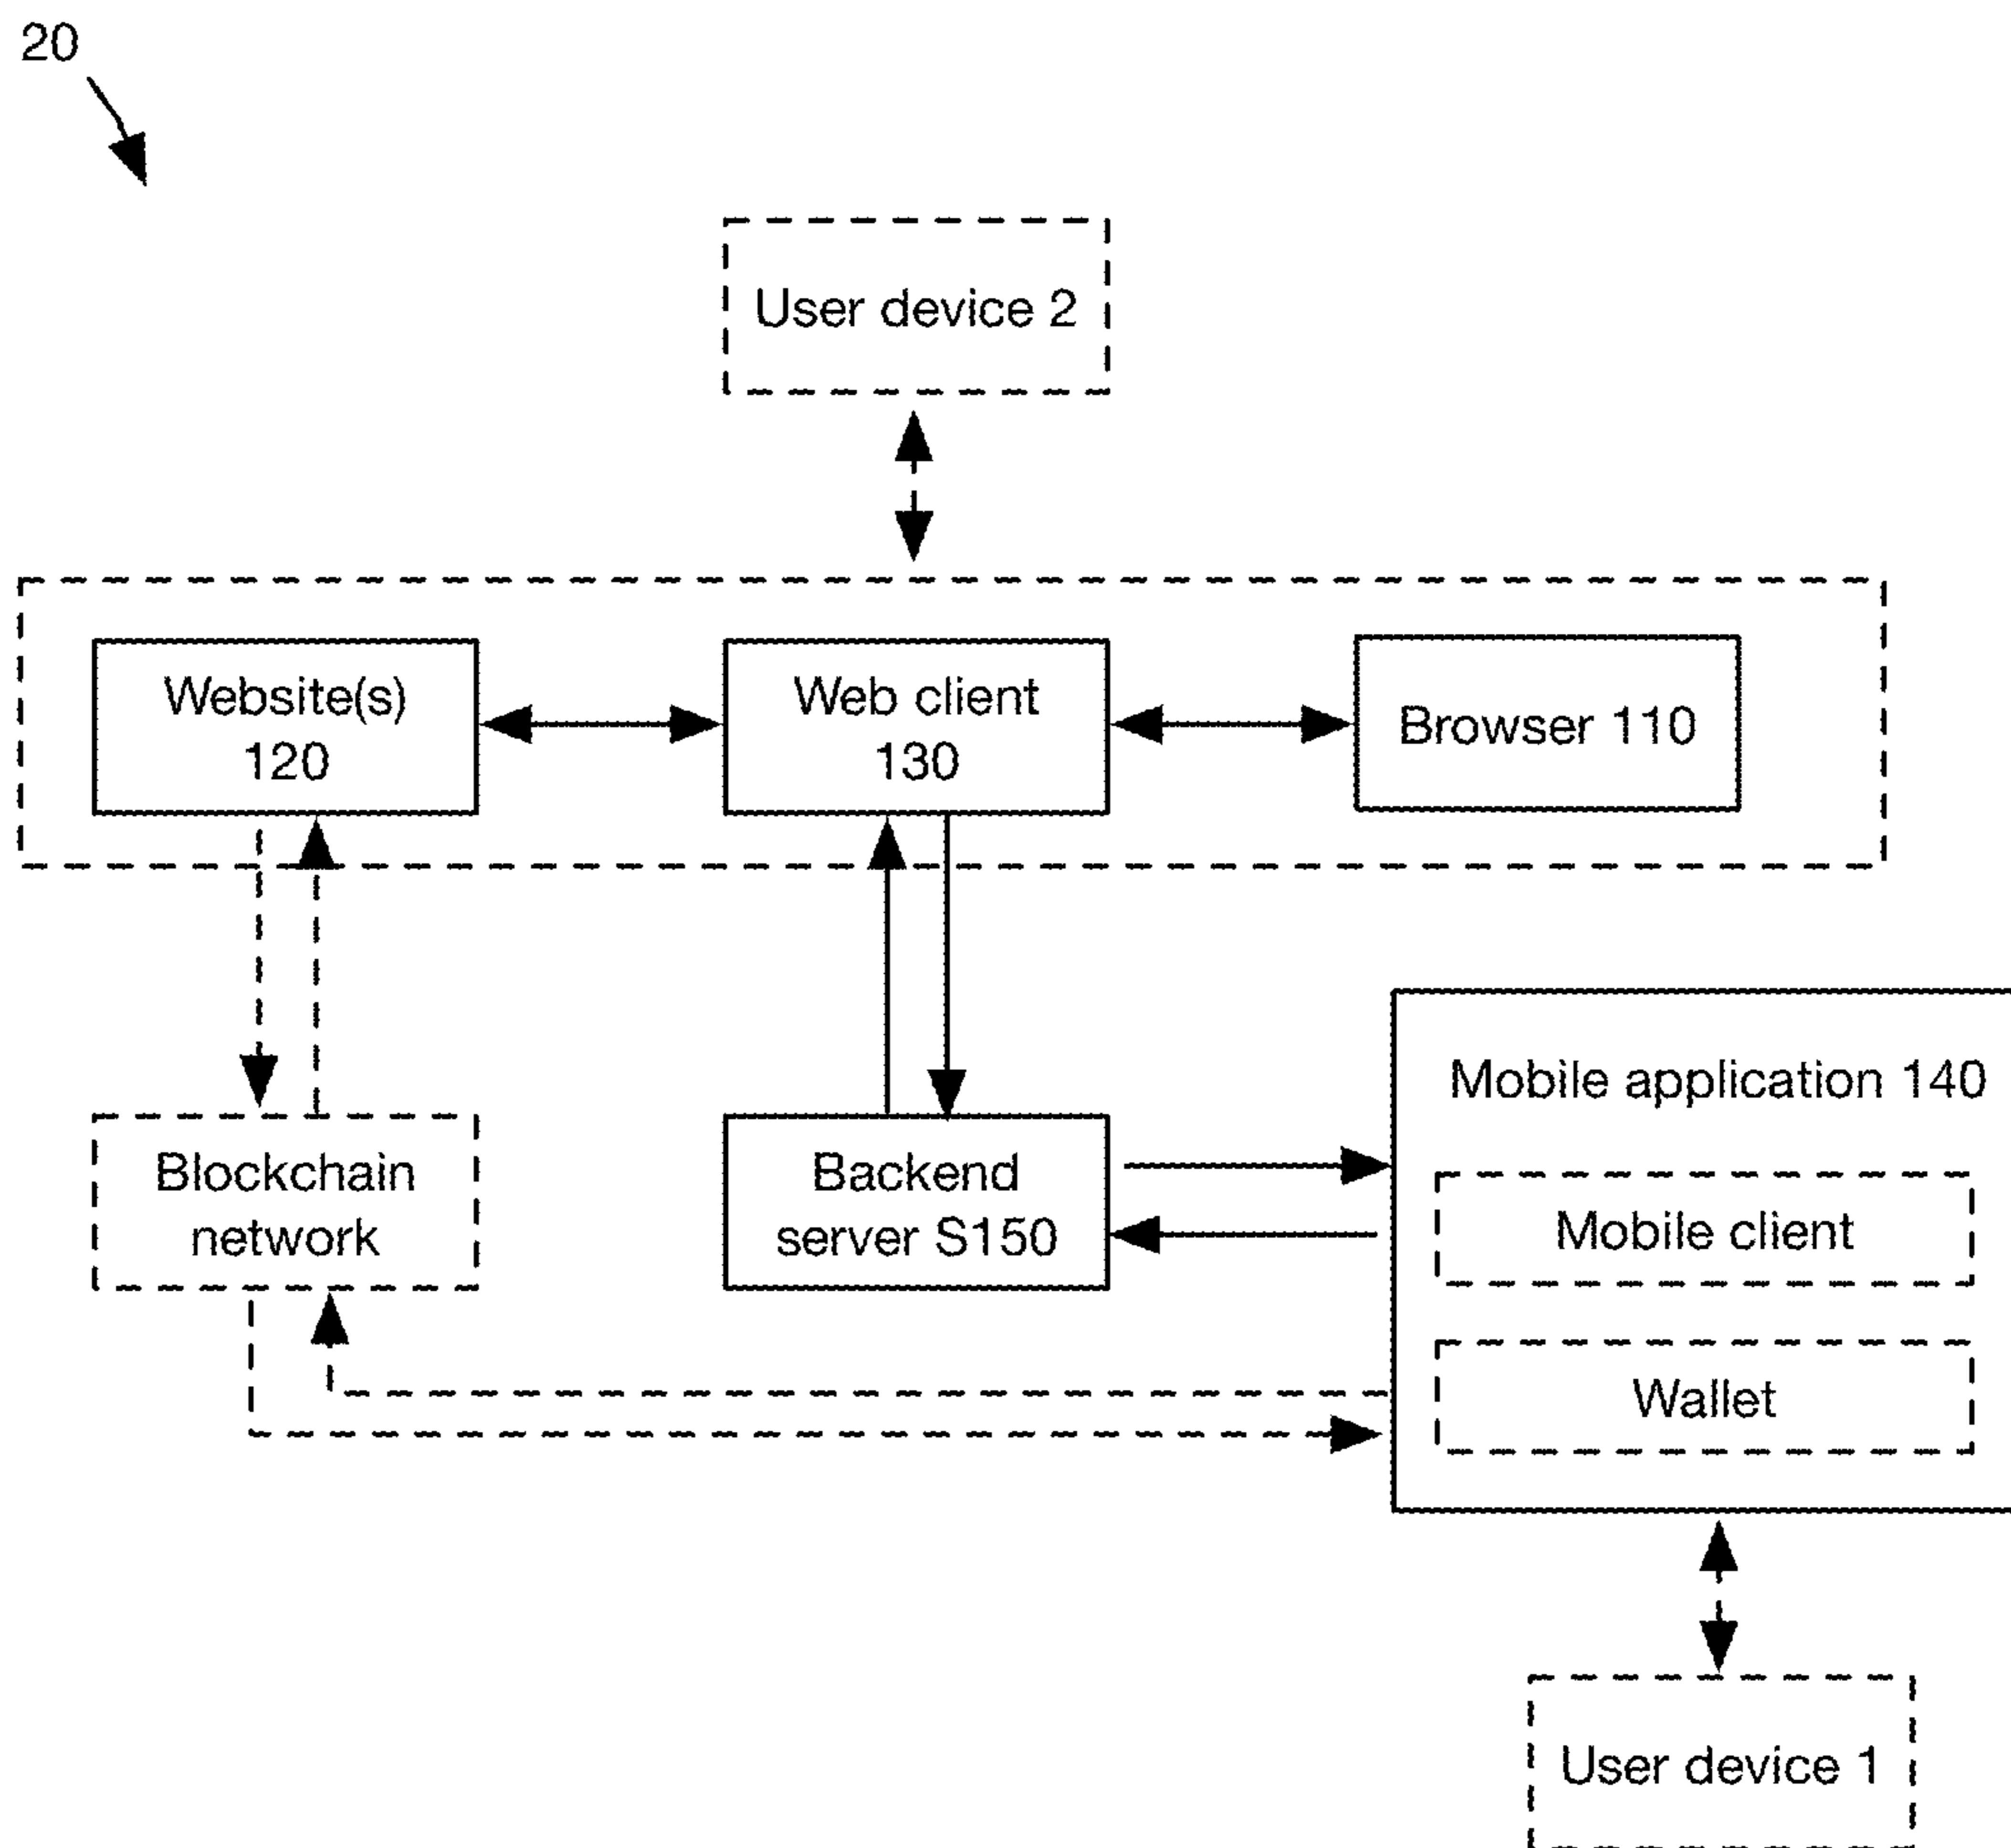 20
User device 2
Website(s)
120
Web client
130
Browser 110
Mobile application 140
Blockchain
network
Backend
server S150
Mobile client
Wallet
User device 1